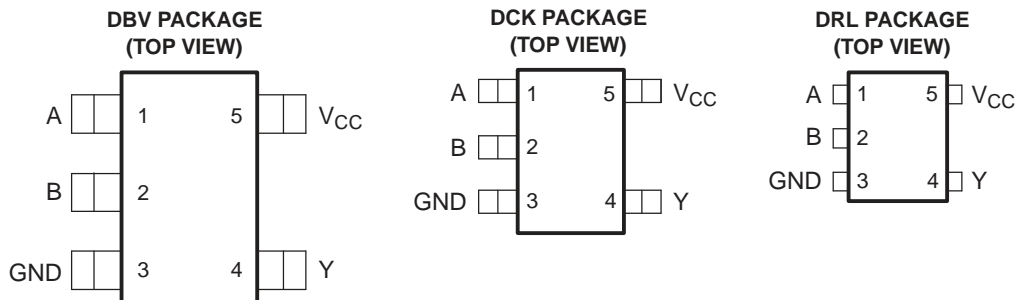 DBV PACKAGE
(TOP VIEW)
A 1 5 VCC
B 2
GND 3 4 Y
DCK PACKAGE
(TOP VIEW)
A 1 5 VCC
B 2
GND 3 4 Y
DRL PACKAGE
(TOP VIEW)
A 1 5 VCC
B 2
GND 3 4 Y